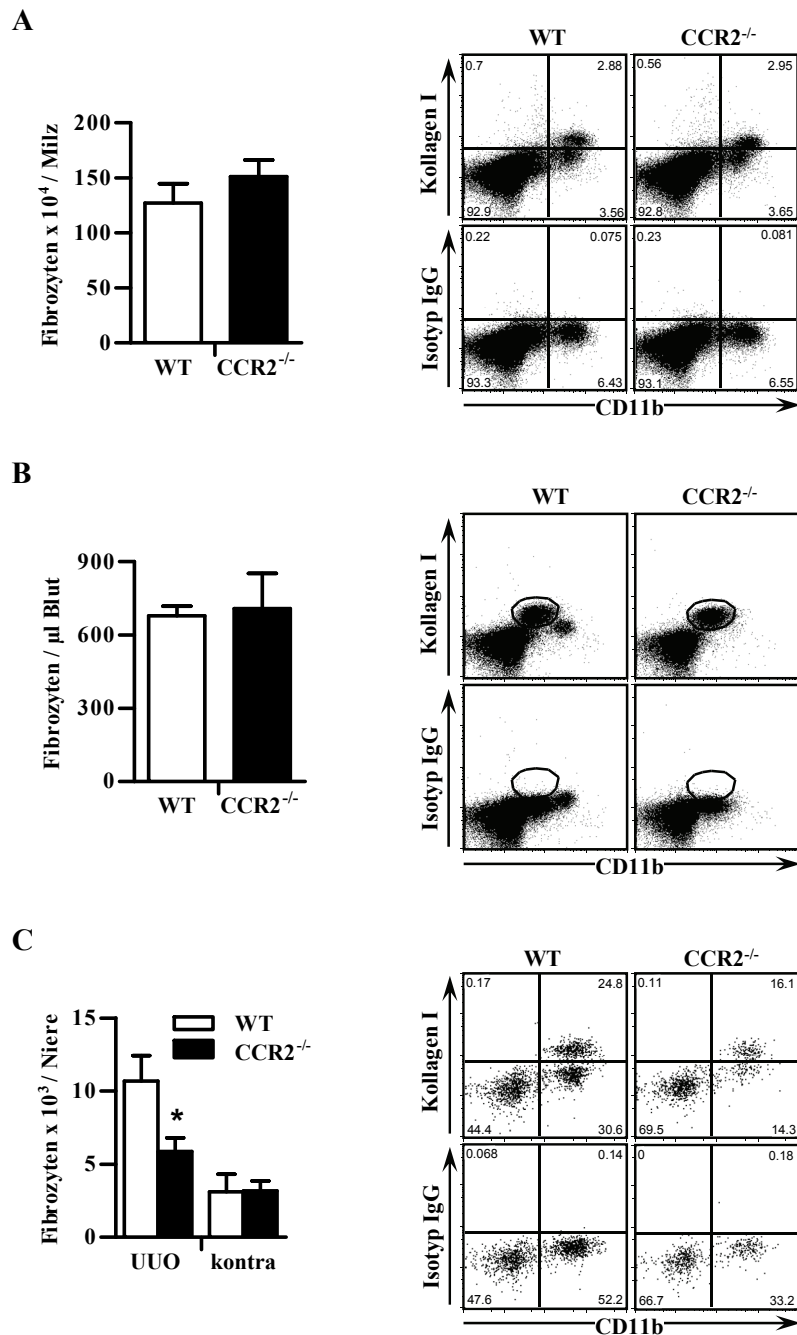 A
WT CCR2-/-
Fibrozyten x 10⁴ / Milz
200
150
100
50
0
WT CCR2-/-
Kollagen I
0.7 2.88
92.9 3.56
0.56 2.95
92.8 3.65
Isotyp IgG
0.22 0.075
93.3 6.43
0.23 0.081
93.1 6.55
CD11b
B
WT CCR2-/-
Fibrozyten / µl Blut
900
600
300
0
WT CCR2-/-
Kollagen I
Isotyp IgG
CD11b
C
WT CCR2-/-
Fibrozyten x 10³ / Niere
15
10
5
0
WT
CCR2-/-
*
UUO kontra
Kollagen I
0.17 24.8
44.4 30.6
0.11 16.1
69.5 14.3
Isotyp IgG
0.068 0.14
47.6 52.2
0 0.18
66.7 33.2
CD11b